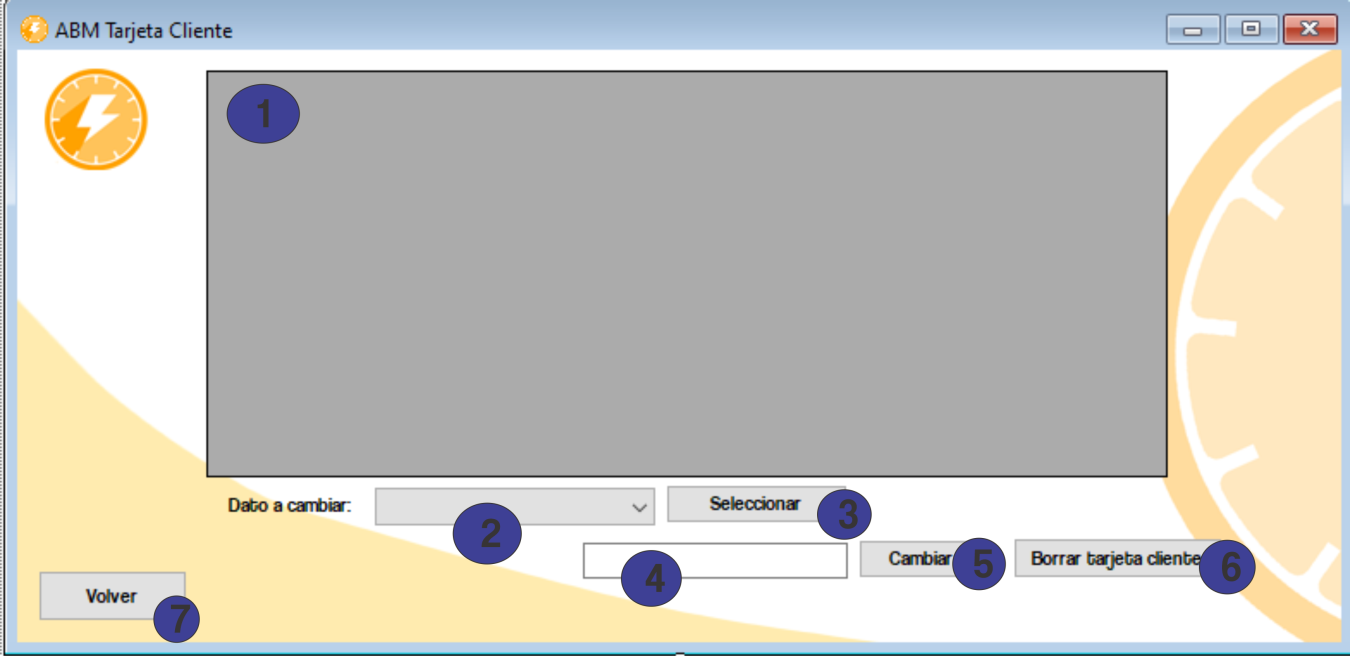 ABM Tarjeta Cliente
1
Dato a cambiar:
2
Seleccionar
3
4
Cambiar
5
Borrar tarjeta cliente
6
Volver
7